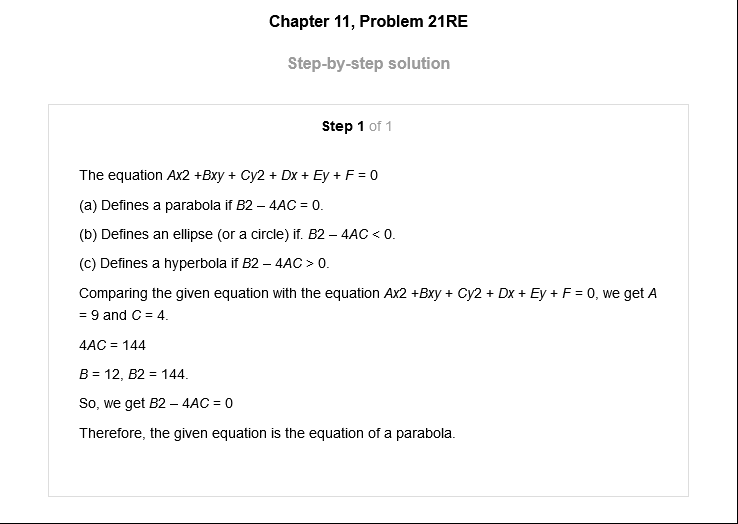 Chapter 11, Problem 21RE
Step-by-step solution
Step 1 of 1
The equation Ax2 +Bxy + Cy2 + Dx + Ey + F = 0
(a) Defines a parabola if B2 – 4AC = 0.
(b) Defines an ellipse (or a circle) if. B2 – 4AC < 0.
(c) Defines a hyperbola if B2 – 4AC > 0.
Comparing the given equation with the equation Ax2 +Bxy + Cy2 + Dx + Ey + F = 0, we get A
= 9 and C = 4.
4AC = 144
B = 12, B2 = 144.
So, we get B2 – 4AC = 0
Therefore, the given equation is the equation of a parabola.